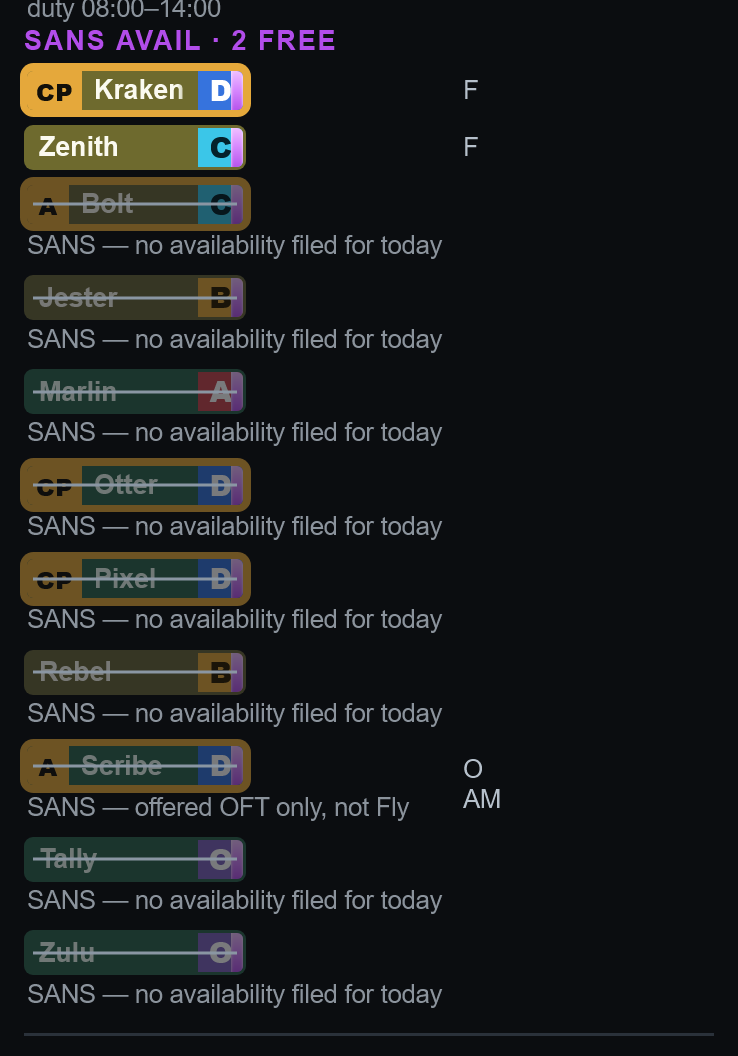 duty 08:00–14:00
SANS AVAIL · 2 FREE
CP Kraken D F
Zenith C F
A Bolt C
SANS — no availability filed for today
Jester B
SANS — no availability filed for today
Marlin A
SANS — no availability filed for today
CP Otter D
SANS — no availability filed for today
CP Pixel D
SANS — no availability filed for today
Rebel B
SANS — no availability filed for today
A Scribe D O
SANS — offered OFT only, not Fly AM
Tally O
SANS — no availability filed for today
Zulu O
SANS — no availability filed for today